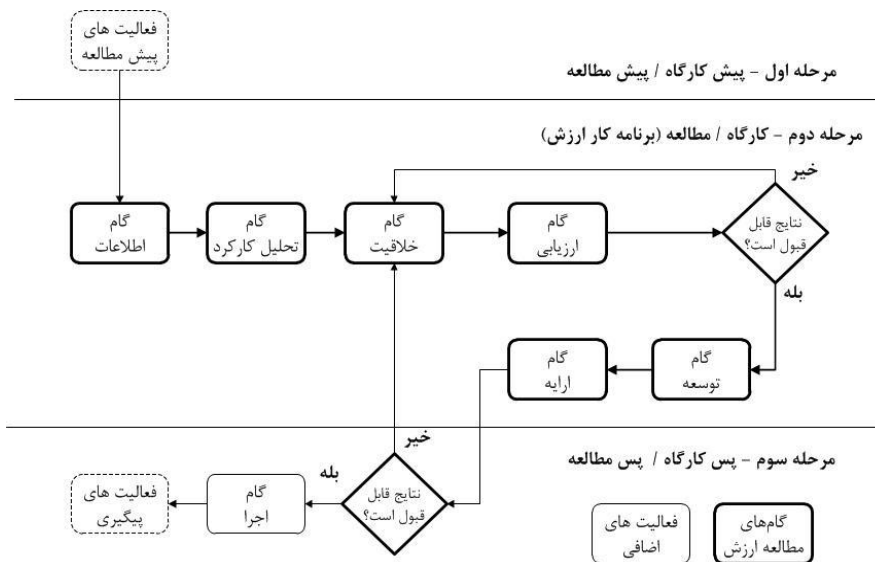 فعالیت های
پیش مطالعه
مرحله اول - پیش کارگاه / پیش مطالعه
مرحله دوم - کارگاه / مطالعه (برنامه کار ارزش)
خیر
گام
اطلاعات
گام
تحلیل کارکرد
گام
خلاقیت
گام
ارزیابی
نتایج قابل
قبول است؟
بله
گام
توسعه
گام
ارایه
خیر
مرحله سوم - پس کارگاه / پس مطالعه
بله
نتایج قابل
قبول است؟
گام
اجرا
فعالیت های
پیگیری
گام‌های
مطالعه ارزش
فعالیت های
اضافی